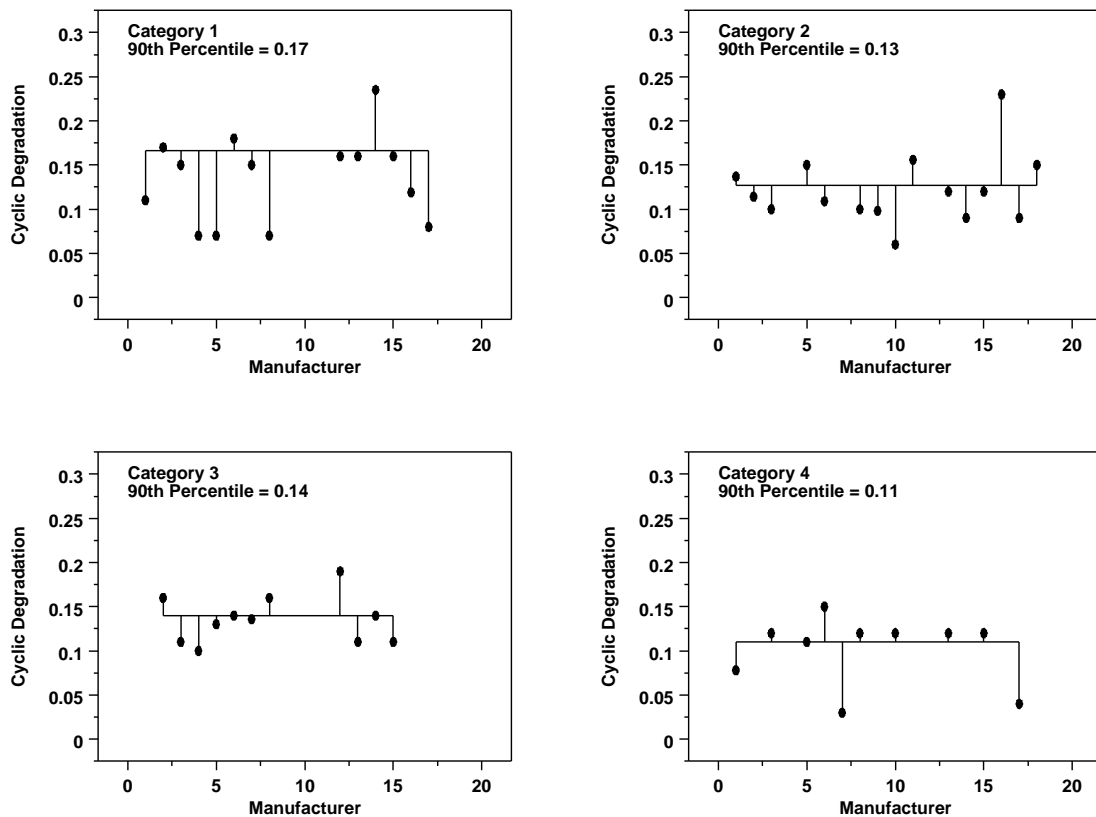 Category 1
90th Percentile = 0.17
0.3
0.25
0.2
0.15
0.1
0.05
0
Cyclic Degradation
0 5 10 15 20
Manufacturer
Category 2
90th Percentile = 0.13
0.3
0.25
0.2
0.15
0.1
0.05
0
Cyclic Degradation
0 5 10 15 20
Manufacturer
Category 3
90th Percentile = 0.14
0.3
0.25
0.2
0.15
0.1
0.05
0
Cyclic Degradation
0 5 10 15 20
Manufacturer
Category 4
90th Percentile = 0.11
0.3
0.25
0.2
0.15
0.1
0.05
0
Cyclic Degradation
0 5 10 15 20
Manufacturer